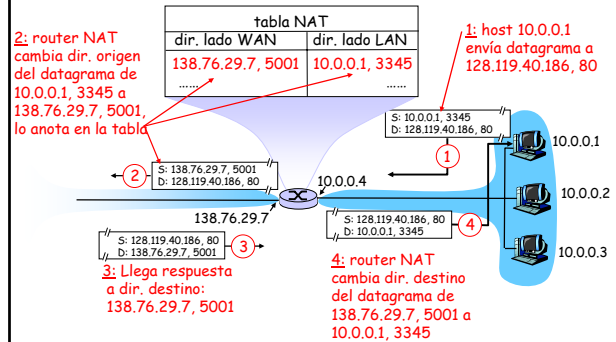 tabla NAT
dir. lado WAN dir. lado LAN
138.76.29.7, 5001 10.0.0.1, 3345
...... ......
2: router NAT
cambia dir. origen
del datagrama de
10.0.0.1, 3345 a
138.76.29.7, 5001,
lo anota en la tabla
1: host 10.0.0.1
envía datagrama a
128.119.40.186, 80
S: 10.0.0.1, 3345
D: 128.119.40.186, 80
1
10.0.0.1
S: 138.76.29.7, 5001
D: 128.119.40.186, 80
2
10.0.0.4
10.0.0.2
138.76.29.7
S: 128.119.40.186, 80
D: 10.0.0.1, 3345
4
S: 128.119.40.186, 80
D: 138.76.29.7, 5001
3
10.0.0.3
3: Llega respuesta
a dir. destino:
138.76.29.7, 5001
4: router NAT
cambia dir. destino
del datagrama de
138.76.29.7, 5001 a
10.0.0.1, 3345